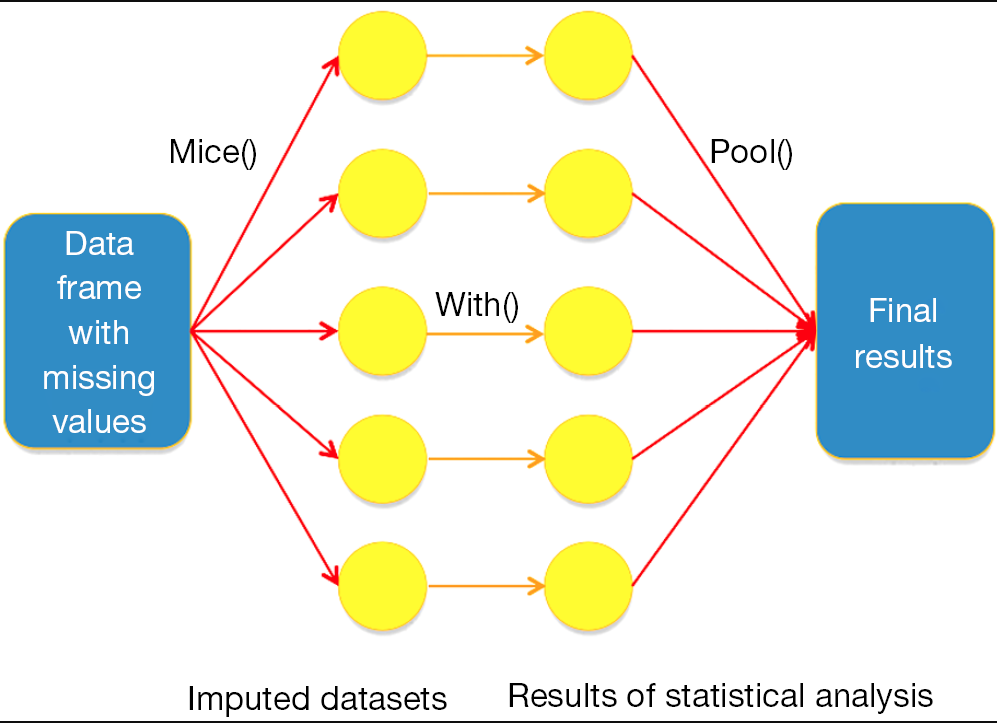 Mice()
Pool()
Data
frame
with
missing
values
With()
Final
results
Imputed datasets
Results of statistical analysis